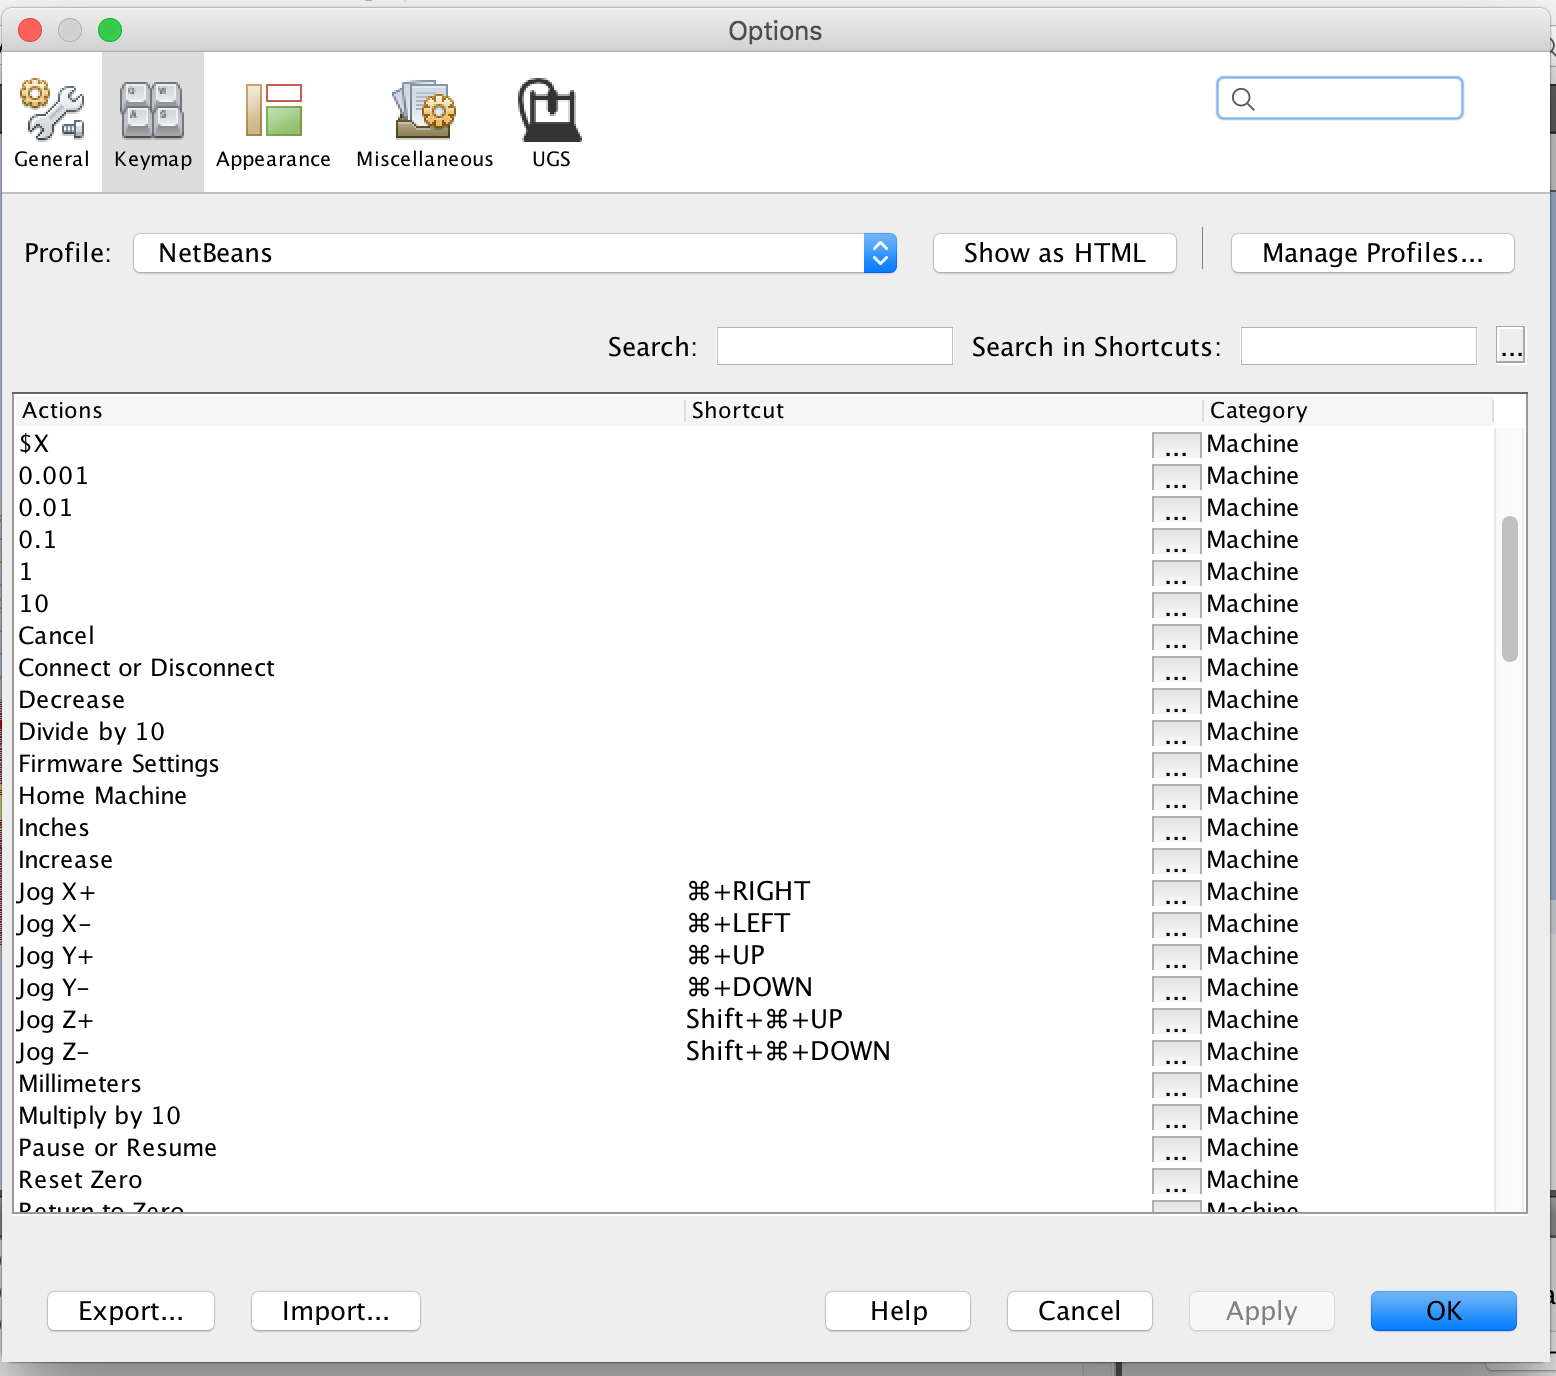 Options
General Keymap Appearance Miscellaneous UGS
Profile: NetBeans Show as HTML Manage Profiles...
Search: Search in Shortcuts: ...
Actions Shortcut Category
$X ... Machine
0.001 ... Machine
0.01 ... Machine
0.1 ... Machine
1 ... Machine
10 ... Machine
Cancel ... Machine
Connect or Disconnect ... Machine
Decrease ... Machine
Divide by 10 ... Machine
Firmware Settings ... Machine
Home Machine ... Machine
Inches ... Machine
Increase ... Machine
Jog X+ ⌘+RIGHT ... Machine
Jog X- ⌘+LEFT ... Machine
Jog Y+ ⌘+UP ... Machine
Jog Y- ⌘+DOWN ... Machine
Jog Z+ Shift+⌘+UP ... Machine
Jog Z- Shift+⌘+DOWN ... Machine
Millimeters ... Machine
Multiply by 10 ... Machine
Pause or Resume ... Machine
Reset Zero ... Machine
Return to Zero Machine
Export... Import... Help Cancel Apply OK